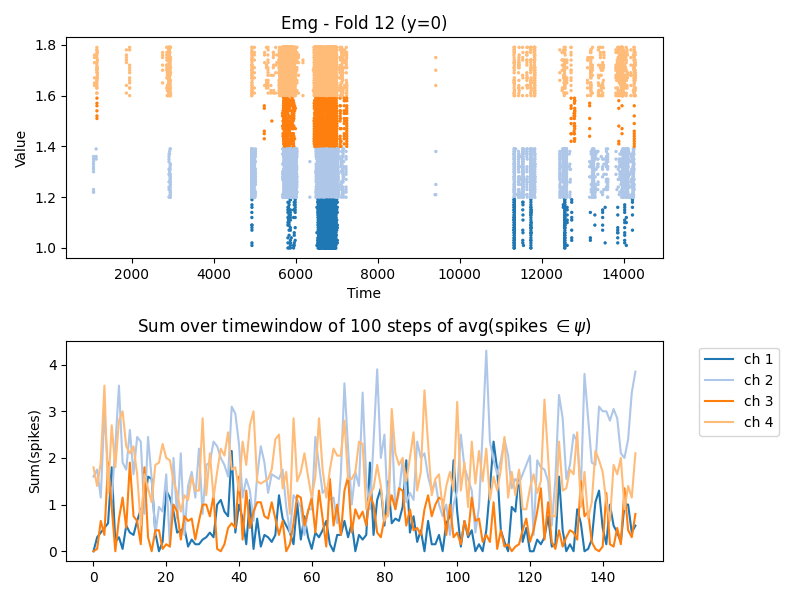 Emg - Fold 12 (y=0)
1.8
1.6
1.4
1.2
1.0
Value
2000 4000 6000 8000 10000 12000 14000
Time
Sum over timewindow of 100 steps of avg(spikes ∈ ψ)
4
3
2
1
0
Sum(spikes)
0 20 40 60 80 100 120 140
ch 1
ch 2
ch 3
ch 4